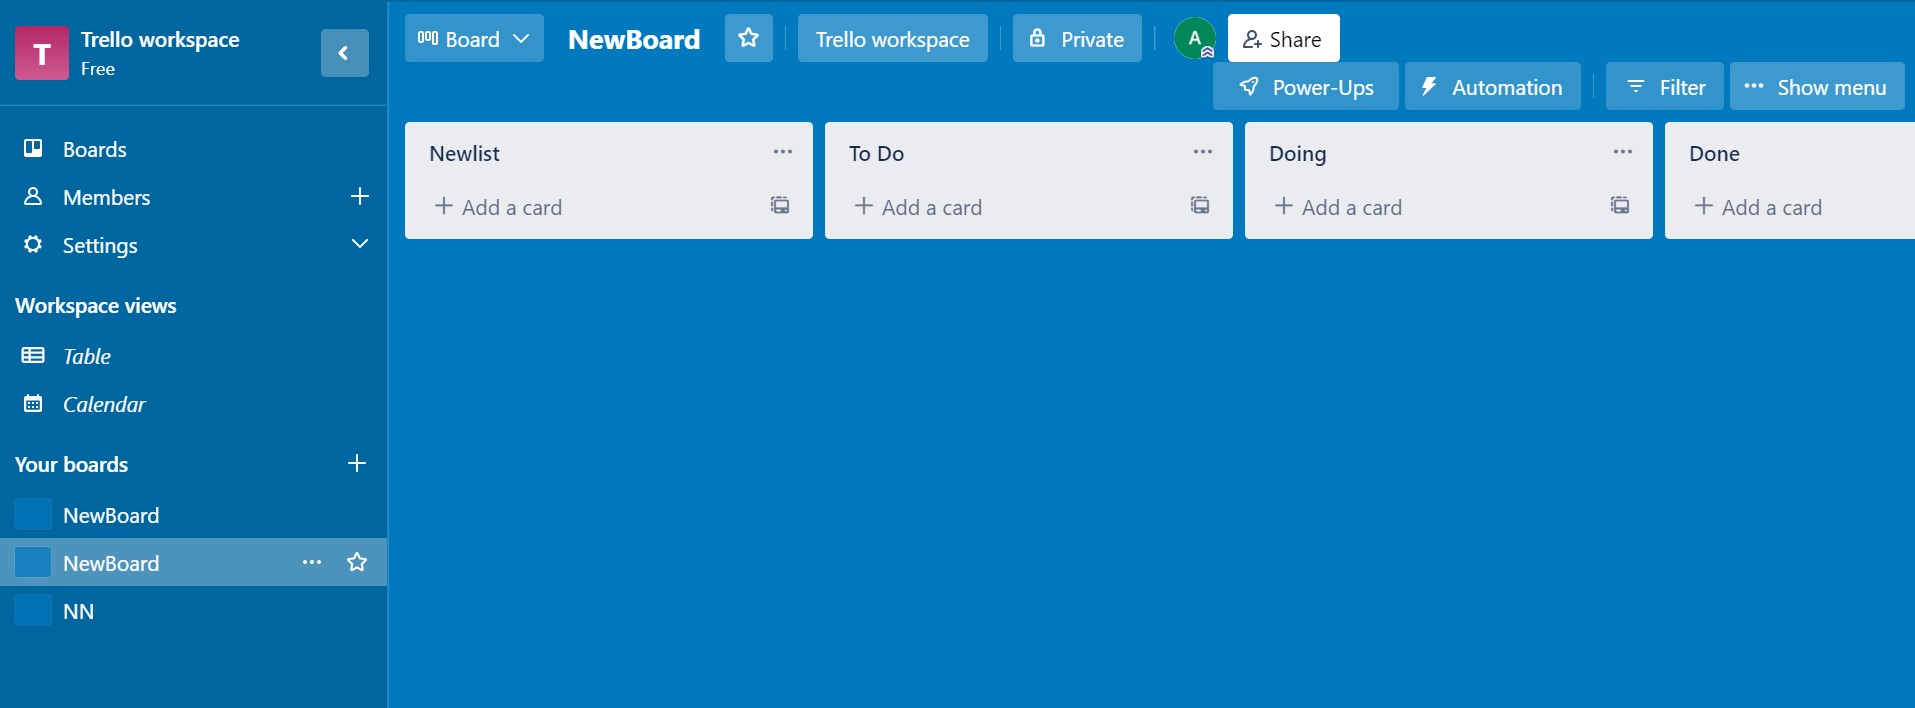 T
Trello workspace
Free
Boards
Members
Settings
Workspace views
Table
Calendar
Your boards
NewBoard
NewBoard
NN
Board
NewBoard
Trello workspace
Private
A
Share
Power-Ups
Automation
Filter
Show menu
Newlist
Add a card
To Do
Add a card
Doing
Add a card
Done
Add a card